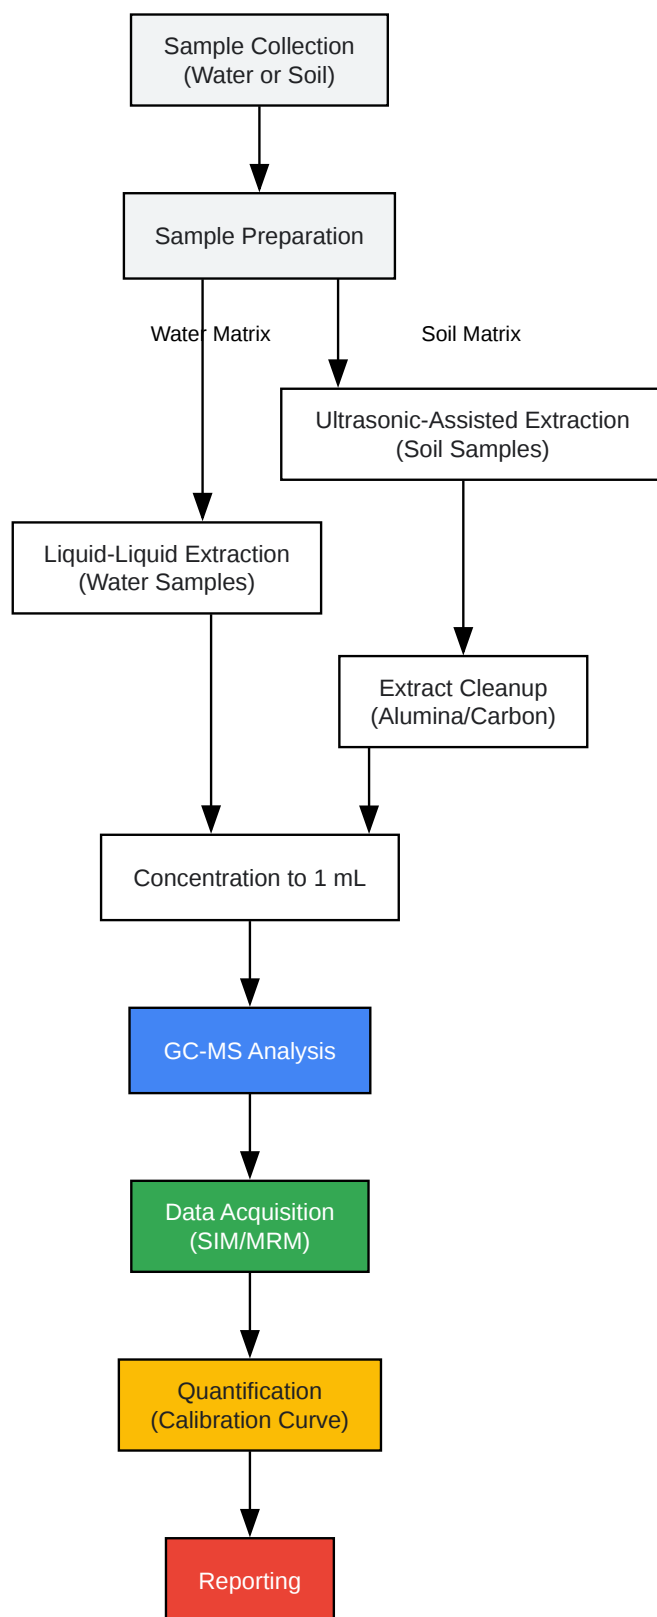 Sample Collection
(Water or Soil)
Sample Preparation
Water Matrix
Soil Matrix
Ultrasonic-Assisted Extraction
(Soil Samples)
Liquid-Liquid Extraction
(Water Samples)
Extract Cleanup
(Alumina/Carbon)
Concentration to 1 mL
GC-MS Analysis
Data Acquisition
(SIM/MRM)
Quantification
(Calibration Curve)
Reporting